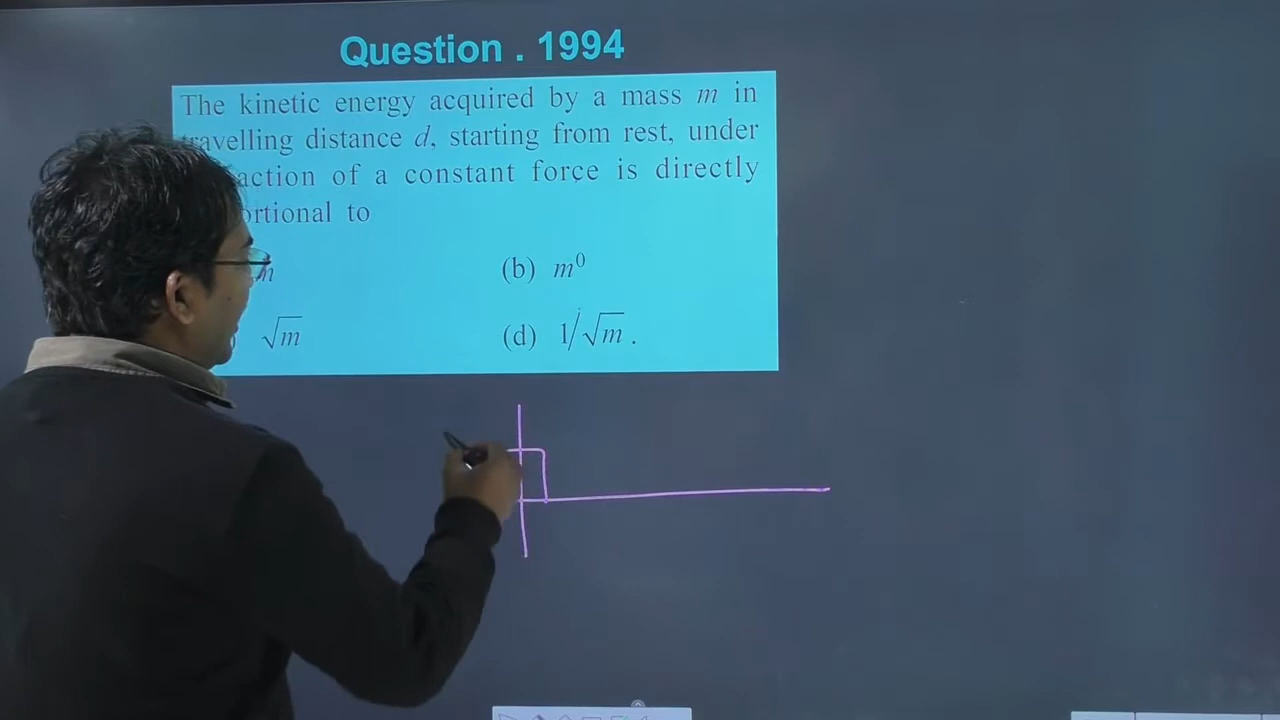 Question . 1994
The kinetic energy acquired by a mass m in
travelling distance d, starting from rest, under
action of a constant force is directly
to
(b) m⁰
√m
(d) 1/√m .